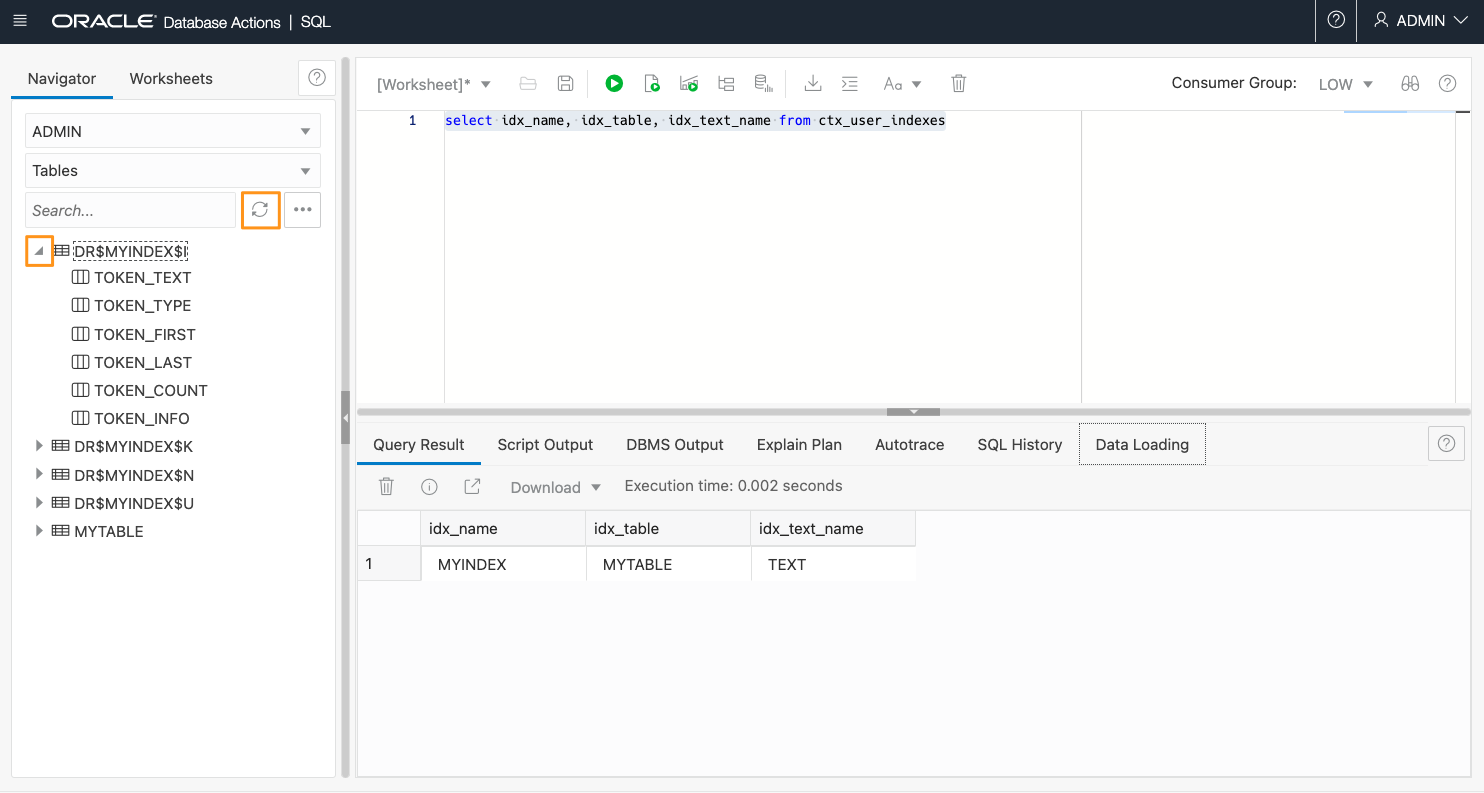 ORACLE Database Actions | SQL
ADMIN
Navigator
Worksheets
ADMIN
Tables
Search...
DR$MYINDEX$I
TOKEN_TEXT
TOKEN_TYPE
TOKEN_FIRST
TOKEN_LAST
TOKEN_COUNT
TOKEN_INFO
DR$MYINDEX$K
DR$MYINDEX$N
DR$MYINDEX$U
MYTABLE
[Worksheet]*
Aa
Consumer Group: LOW
1 select idx_name, idx_table, idx_text_name from ctx_user_indexes
Query Result Script Output DBMS Output Explain Plan Autotrace SQL History Data Loading
Download Execution time: 0.002 seconds
idx_name idx_table idx_text_name
1 MYINDEX MYTABLE TEXT